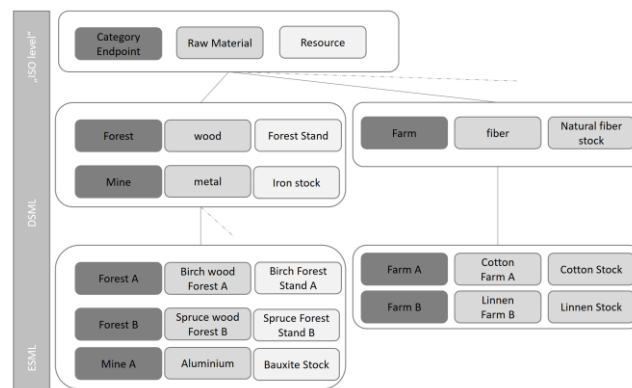 „ISO level“
Category
Endpoint
Raw Material
Resource
DSML
Forest
wood
Forest Stand
Mine
metal
Iron stock
Farm
fiber
Natural fiber
stock
ESML
Forest A
Birch wood
Forest A
Birch Forest
Stand A
Forest B
Spruce wood
Forest B
Spruce Forest
Stand B
Mine A
Aluminium
Bauxite Stock
Farm A
Cotton
Farm A
Cotton Stock
Farm B
Linnen
Farm B
Linnen Stock